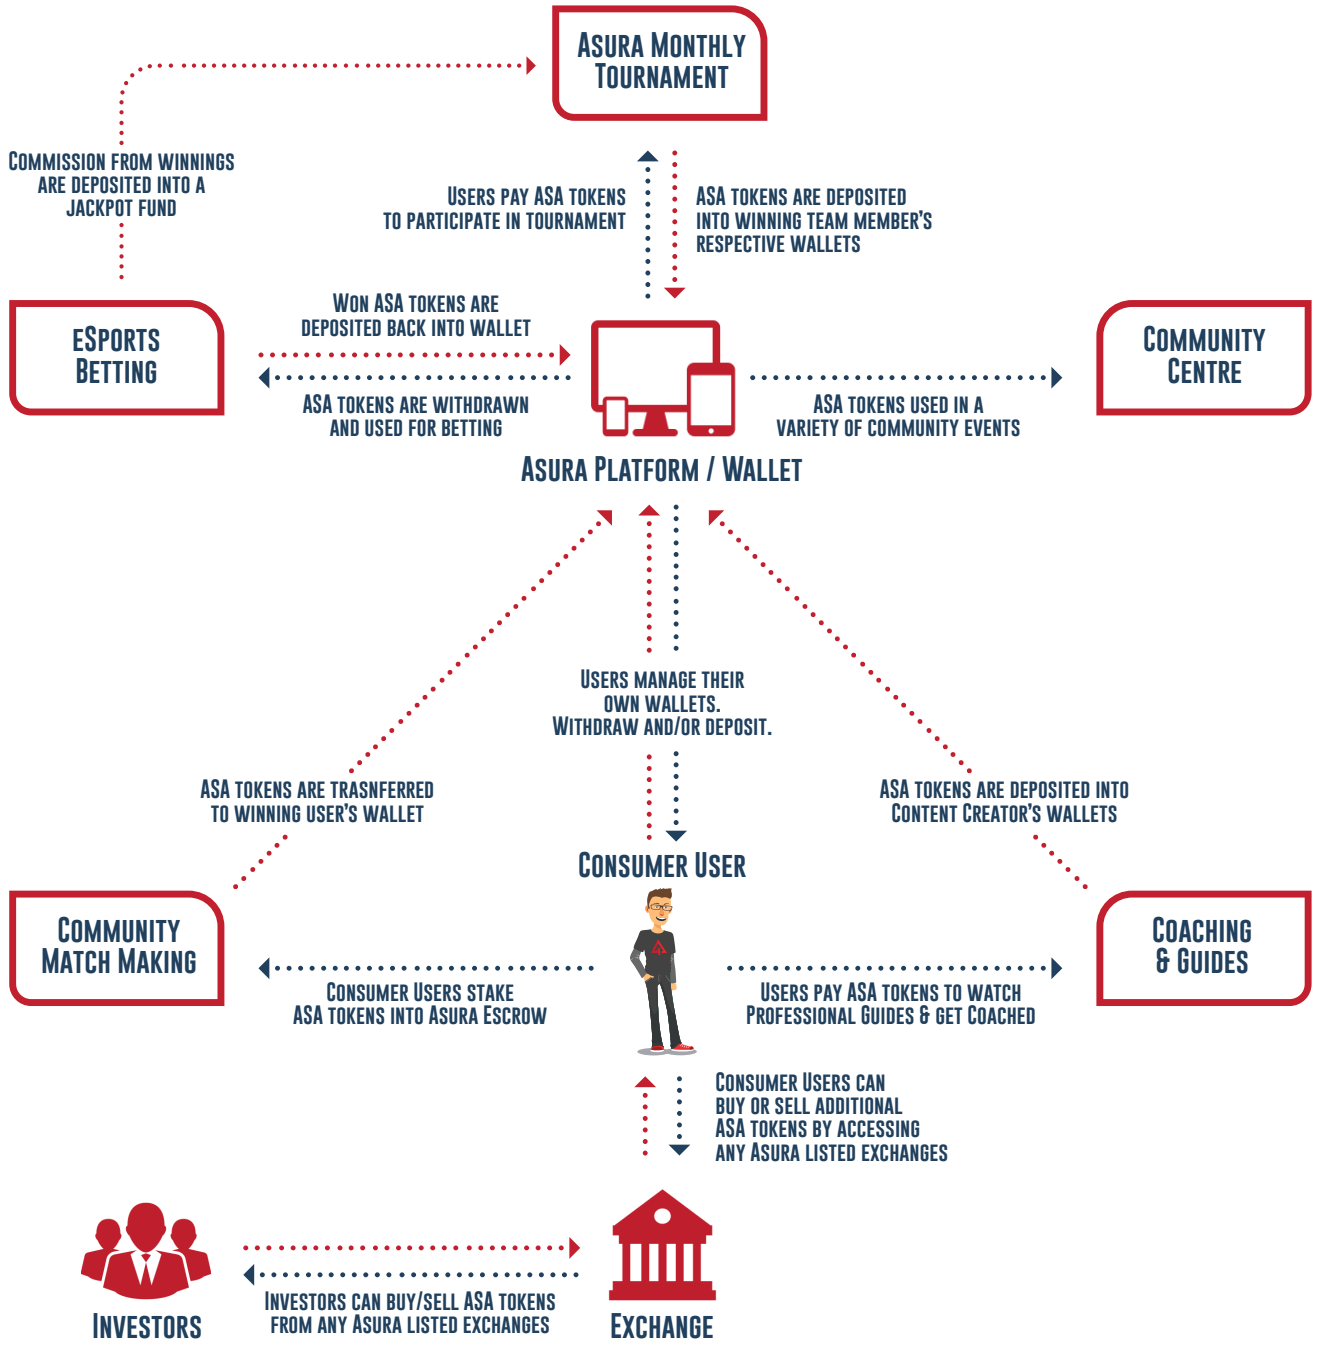 Asura Monthly
Tournament
Commission from winnings
are deposited into a
jackpot fund
Users pay ASA tokens
to participate in tournament
ASA tokens are deposited
into winning team member's
respective wallets
eSports
Betting
Won ASA tokens are
deposited back into wallet
ASA tokens are withdrawn
and used for betting
Community
Centre
ASA tokens used in a
variety of community events
Asura Platform / Wallet
Users manage their
own wallets.
Withdraw and/or deposit.
ASA tokens are trasnferred
to winning user's wallet
ASA tokens are deposited into
Content Creator's wallets
Consumer User
Community
Match Making
Consumer Users stake
ASA tokens into Asura Escrow
Users pay ASA tokens to watch
Professional Guides & get Coached
Coaching
& Guides
Consumer Users can
buy or sell additional
ASA tokens by accessing
any Asura listed exchanges
Investors can buy/sell ASA tokens
from any Asura listed exchanges
Investors
Exchange